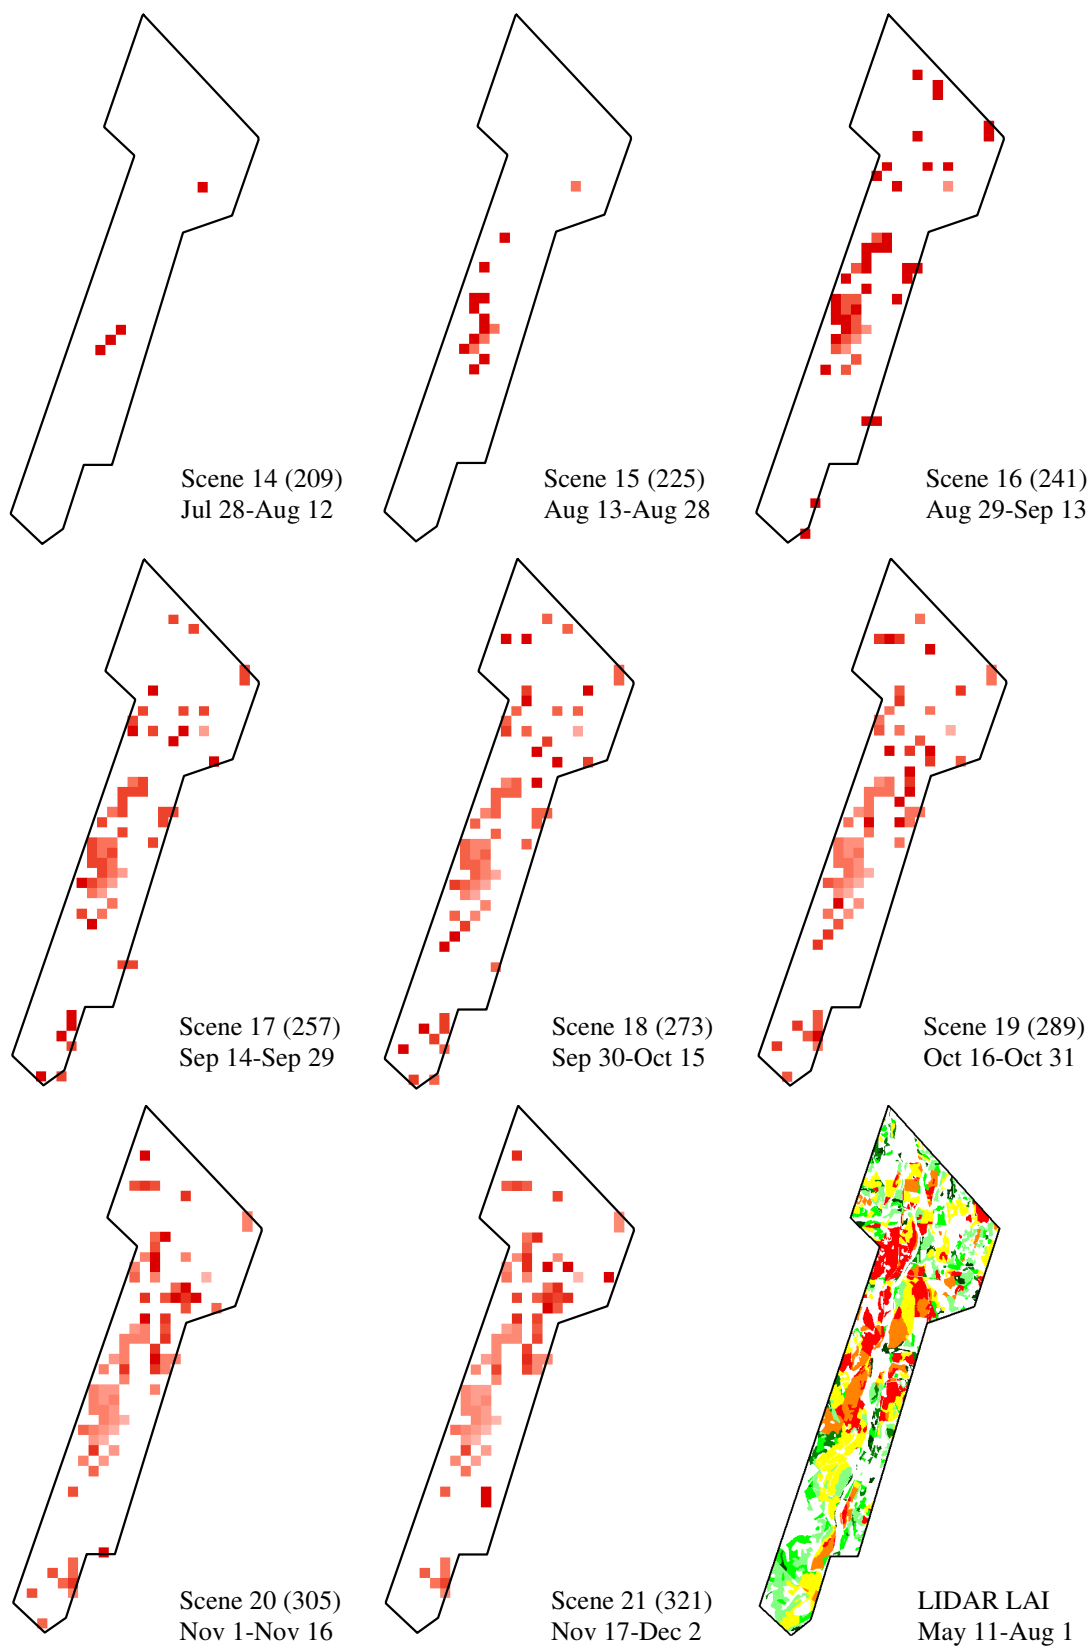 Scene 14 (209)
Jul 28-Aug 12
Scene 15 (225)
Aug 13-Aug 28
Scene 16 (241)
Aug 29-Sep 13
Scene 17 (257)
Sep 14-Sep 29
Scene 18 (273)
Sep 30-Oct 15
Scene 19 (289)
Oct 16-Oct 31
Scene 20 (305)
Nov 1-Nov 16
Scene 21 (321)
Nov 17-Dec 2
LIDAR LAI
May 11-Aug 1